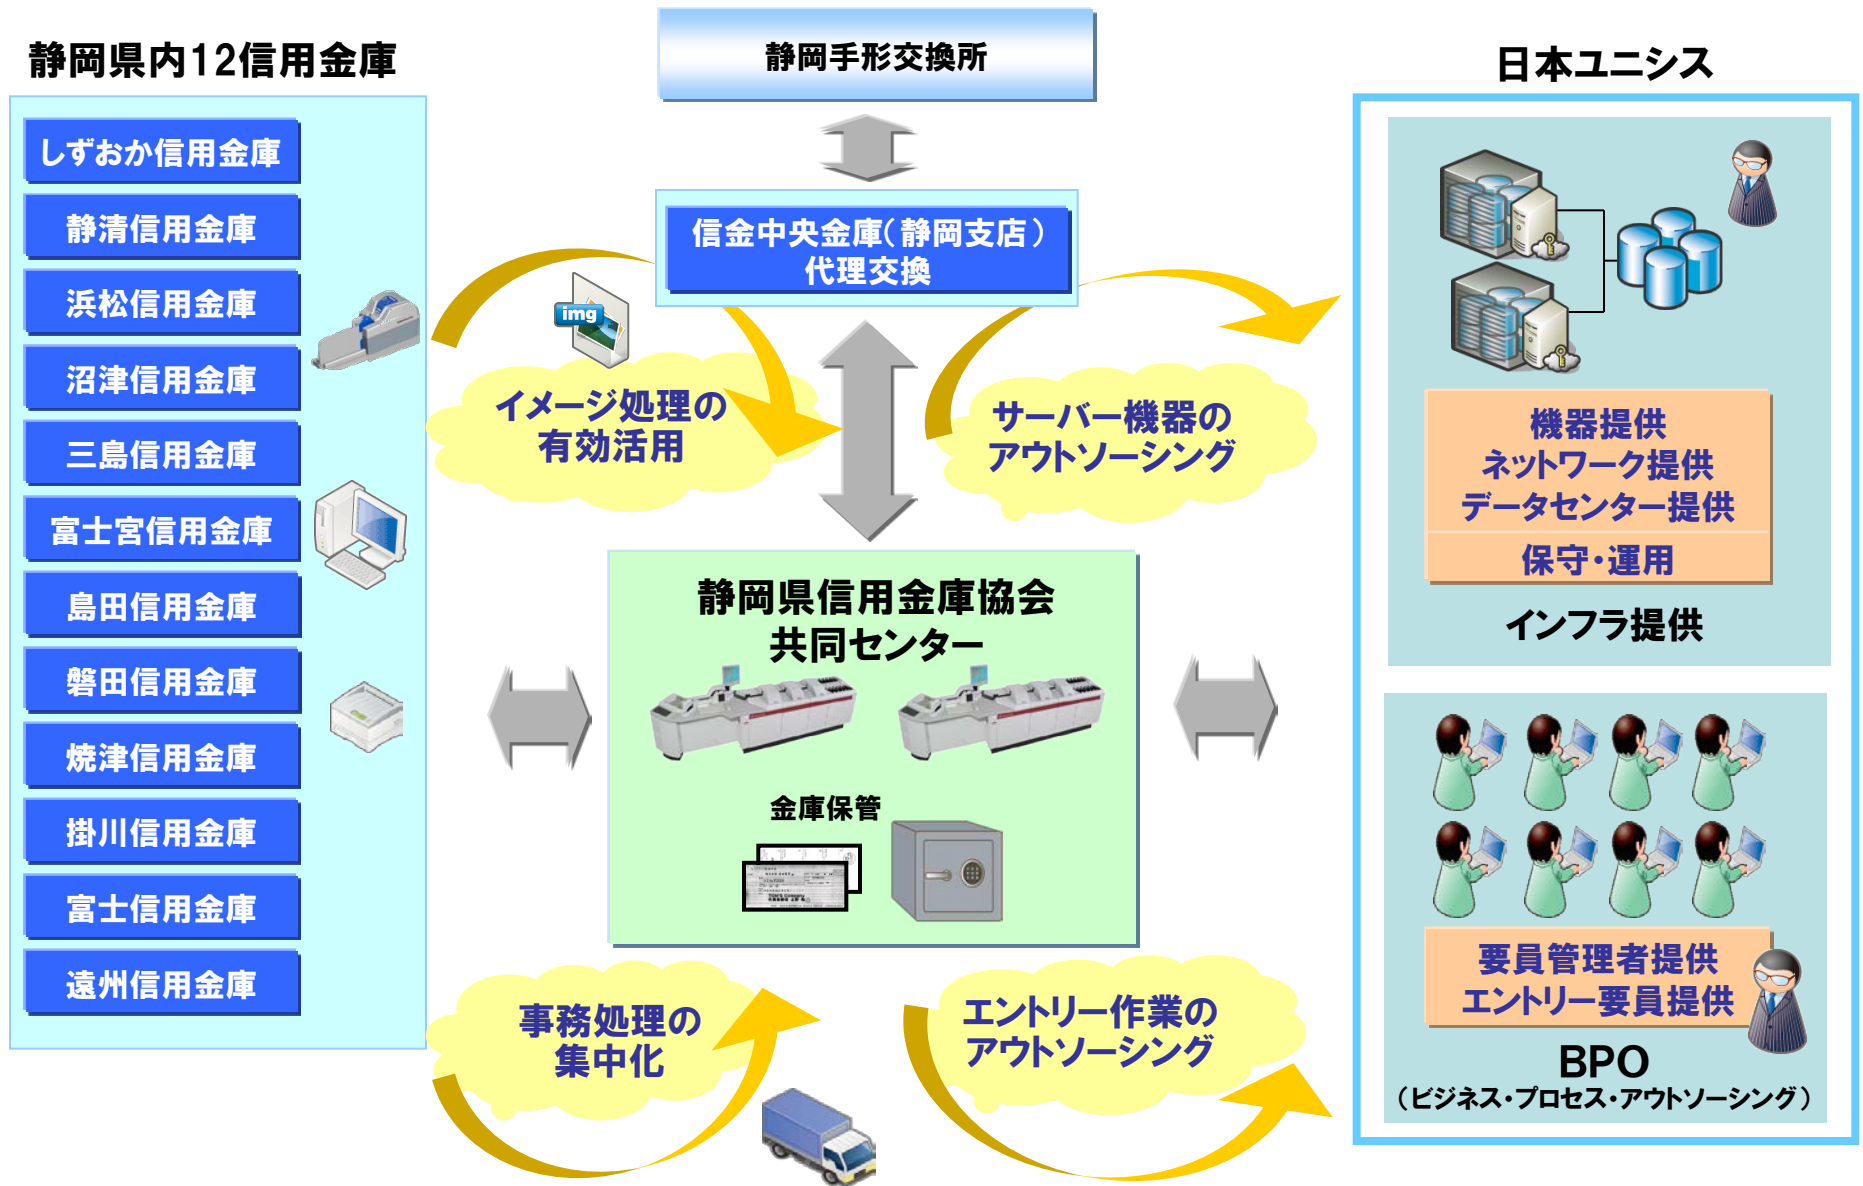 静岡県内12信用金庫
しずおか信用金庫
静清信用金庫
浜松信用金庫
沼津信用金庫
三島信用金庫
富士宮信用金庫
島田信用金庫
磐田信用金庫
焼津信用金庫
掛川信用金庫
富士信用金庫
遠州信用金庫
静岡手形交換所
信金中央金庫(静岡支店)
代理交換
img
イメージ処理の
有効活用
サーバー機器の
アウトソーシング
静岡県信用金庫協会
共同センター
金庫保管
事務処理の
集中化
エントリー作業の
アウトソーシング
日本ユニシス
機器提供
ネットワーク提供
データセンター提供
保守・運用
インフラ提供
要員管理者提供
エントリー要員提供
BPO
(ビジネス・プロセス・アウトソーシング)